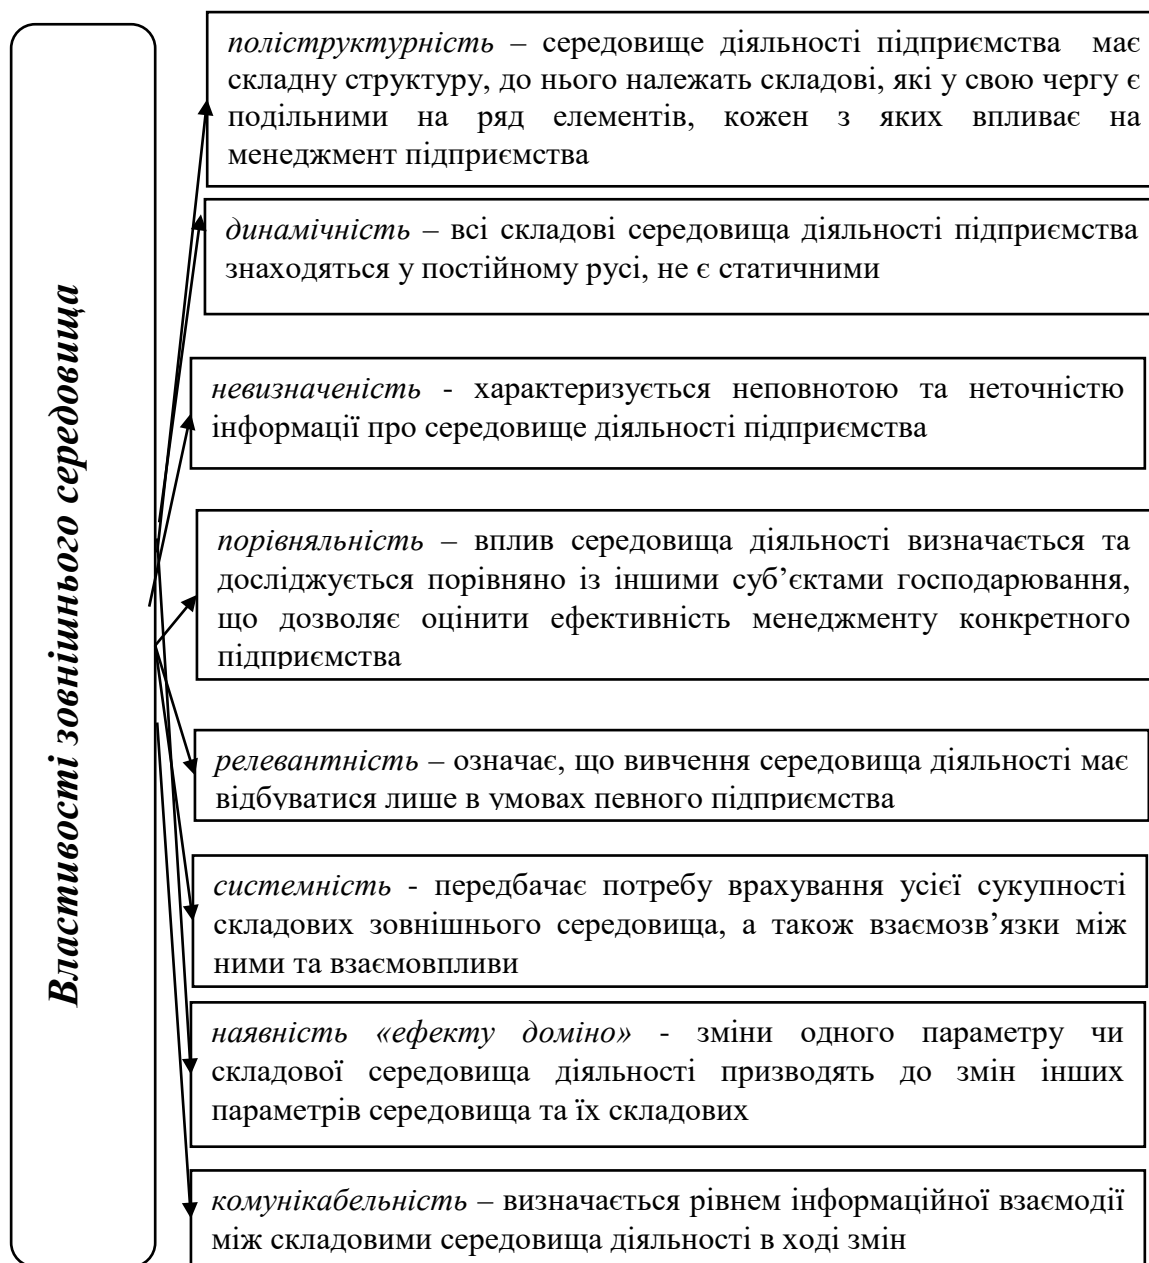 Властивості зовнішнього середовища
поліструктурність – середовище діяльності підприємства має
складну структуру, до нього належать складові, які у свою чергу є
подільними на ряд елементів, кожен з яких впливає на
менеджмент підприємства
динамічність – всі складові середовища діяльності підприємства
знаходяться у постійному русі, не є статичними
невизначеність - характеризується неповнотою та неточністю
інформації про середовище діяльності підприємства
порівняльність – вплив середовища діяльності визначається та
досліджується порівняно із іншими суб’єктами господарювання,
що дозволяє оцінити ефективність менеджменту конкретного
підприємства
релевантність – означає, що вивчення середовища діяльності має
відбуватися лише в умовах певного підприємства
системність - передбачає потребу врахування усієї сукупності
складових зовнішнього середовища, а також взаємозв’язки між
ними та взаємовпливи
наявність «ефекту доміно» - зміни одного параметру чи
складової середовища діяльності призводять до змін інших
параметрів середовища та їх складових
комунікабельність – визначається рівнем інформаційної взаємодії
між складовими середовища діяльності в ході змін